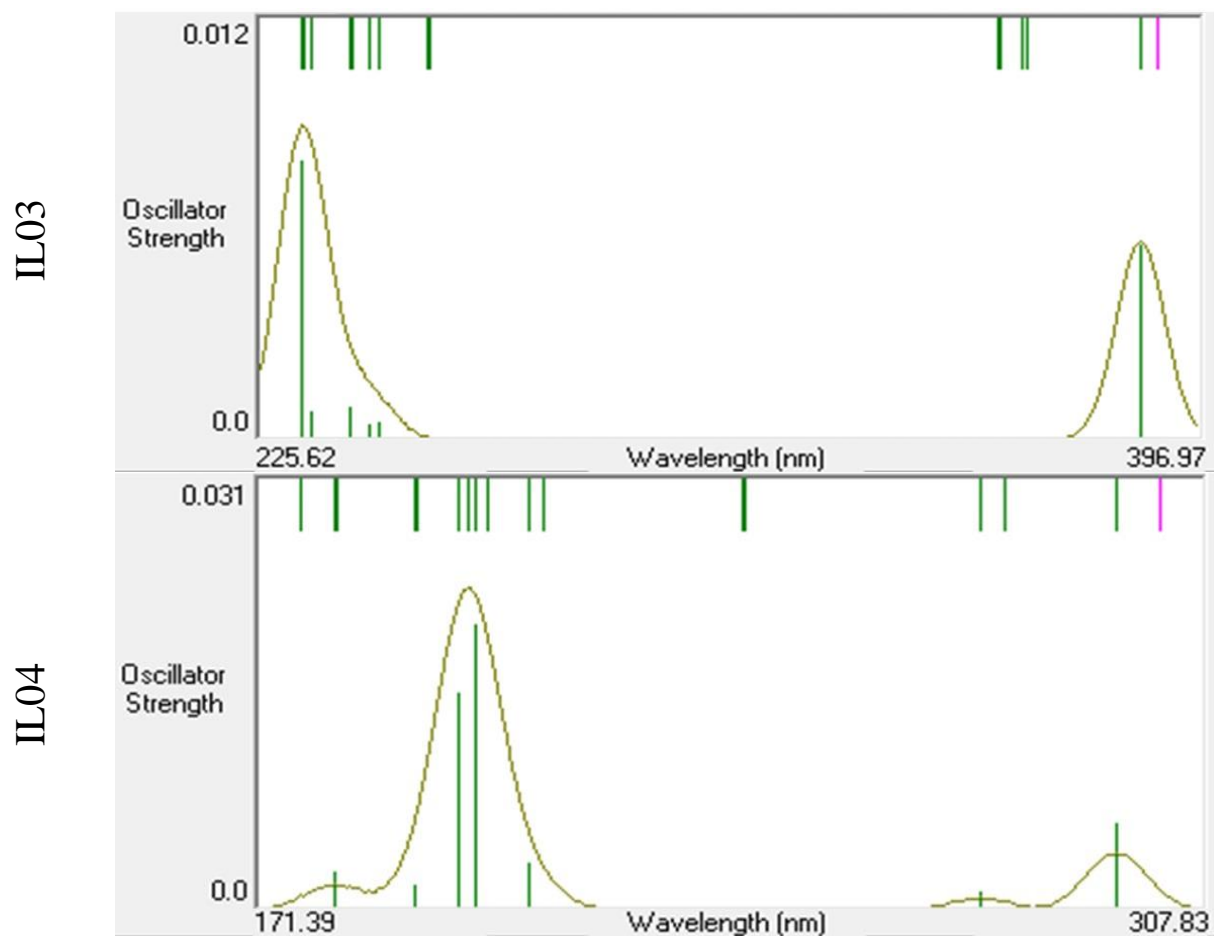 IL03
0.012
Oscillator
Strength
0.0
225.62 Wavelength (nm) 396.97
IL04
0.031
Oscillator
Strength
0.0
171.39 Wavelength (nm) 307.83